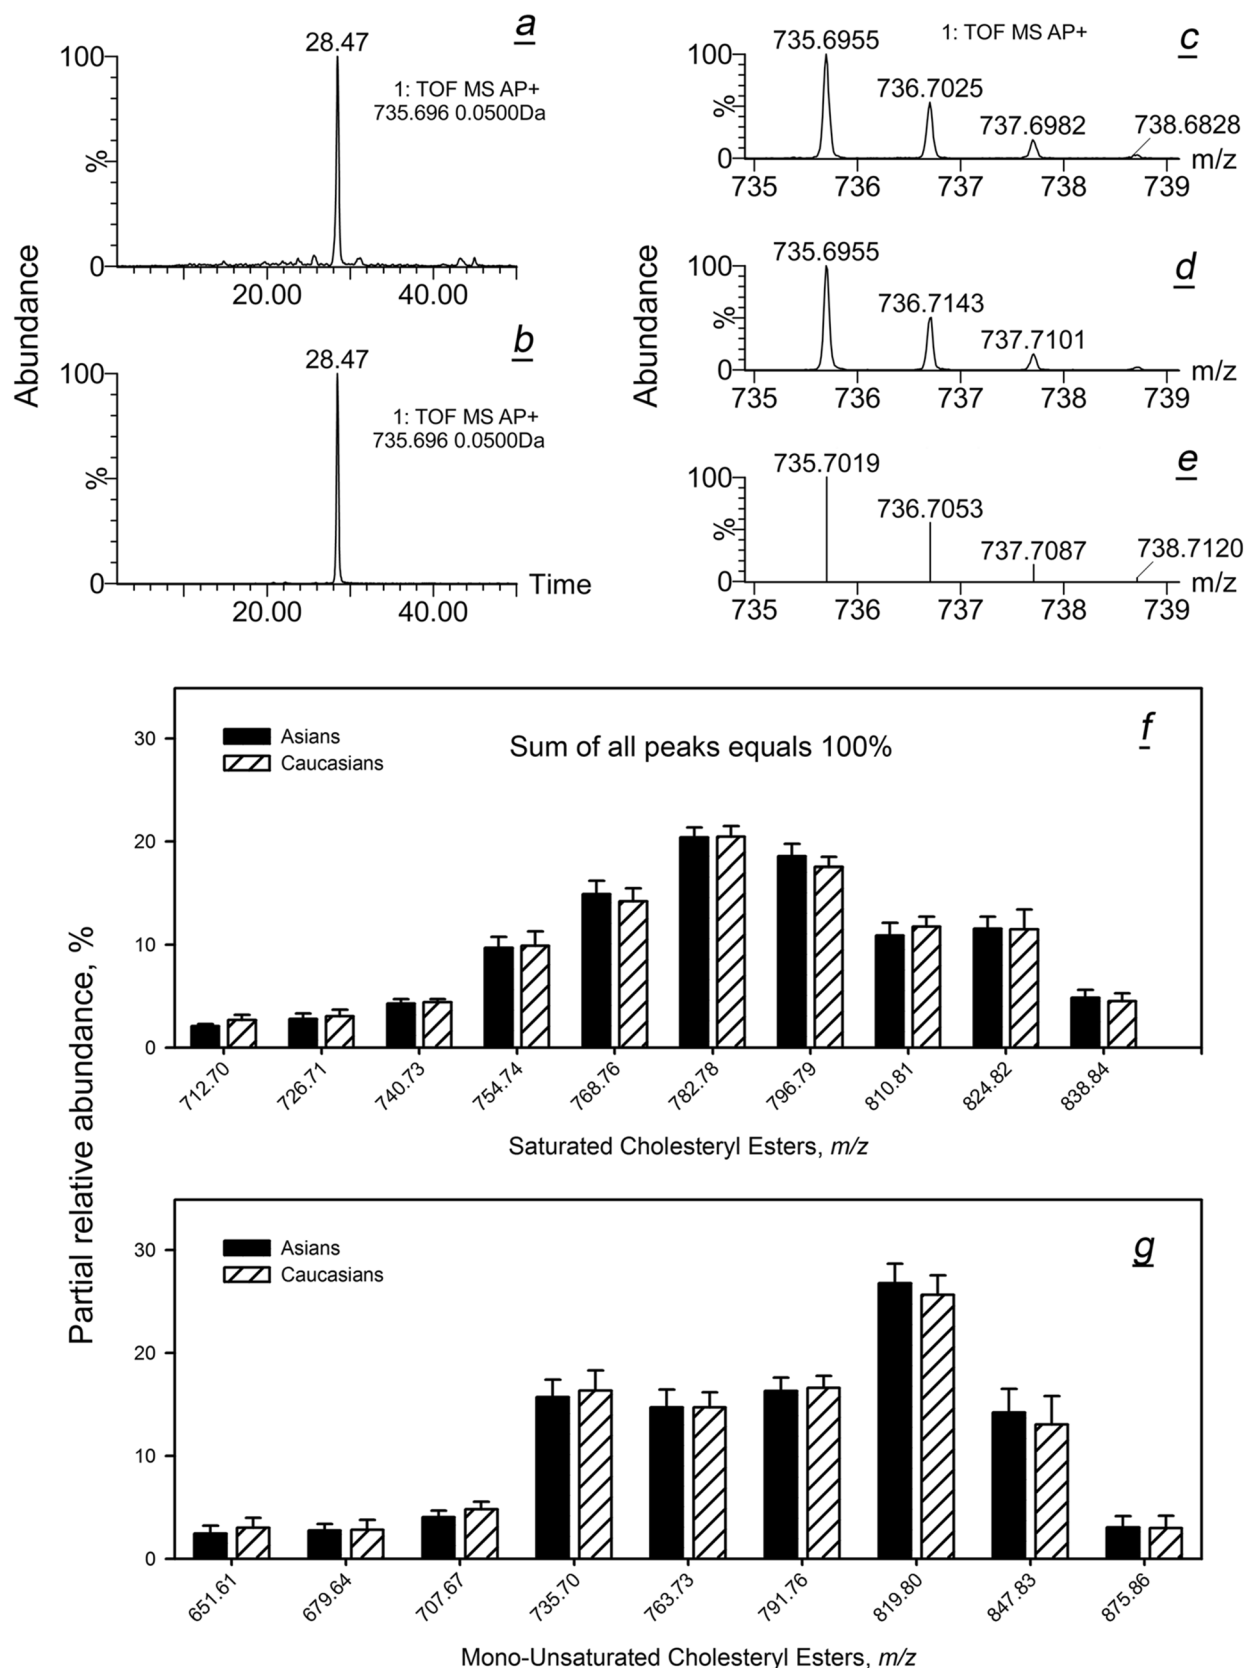 a
28.47
100
1: TOF MS AP+
735.696 0.0500Da
%
0
20.00
40.00
Abundance
b
28.47
100
1: TOF MS AP+
735.696 0.0500Da
%
0
Time
20.00
40.00
c
1: TOF MS AP+
735.6955
100
736.7025
737.6982
738.6828
%
0
m/z
735
736
737
738
739
Abundance
d
735.6955
100
736.7143
737.7101
%
0
m/z
735
736
737
738
739
e
735.7019
100
736.7053
737.7087
738.7120
%
0
m/z
735
736
737
738
739
Partial relative abundance, %
f
30
20
10
0
Asians
Caucasians
Sum of all peaks equals 100%
712.70
726.71
740.73
754.74
768.76
782.78
796.79
810.81
824.82
838.84
Saturated Cholesteryl Esters, m/z
g
30
20
10
0
Asians
Caucasians
651.61
679.64
707.67
735.70
763.73
791.76
819.80
847.83
875.86
Mono-Unsaturated Cholesteryl Esters, m/z